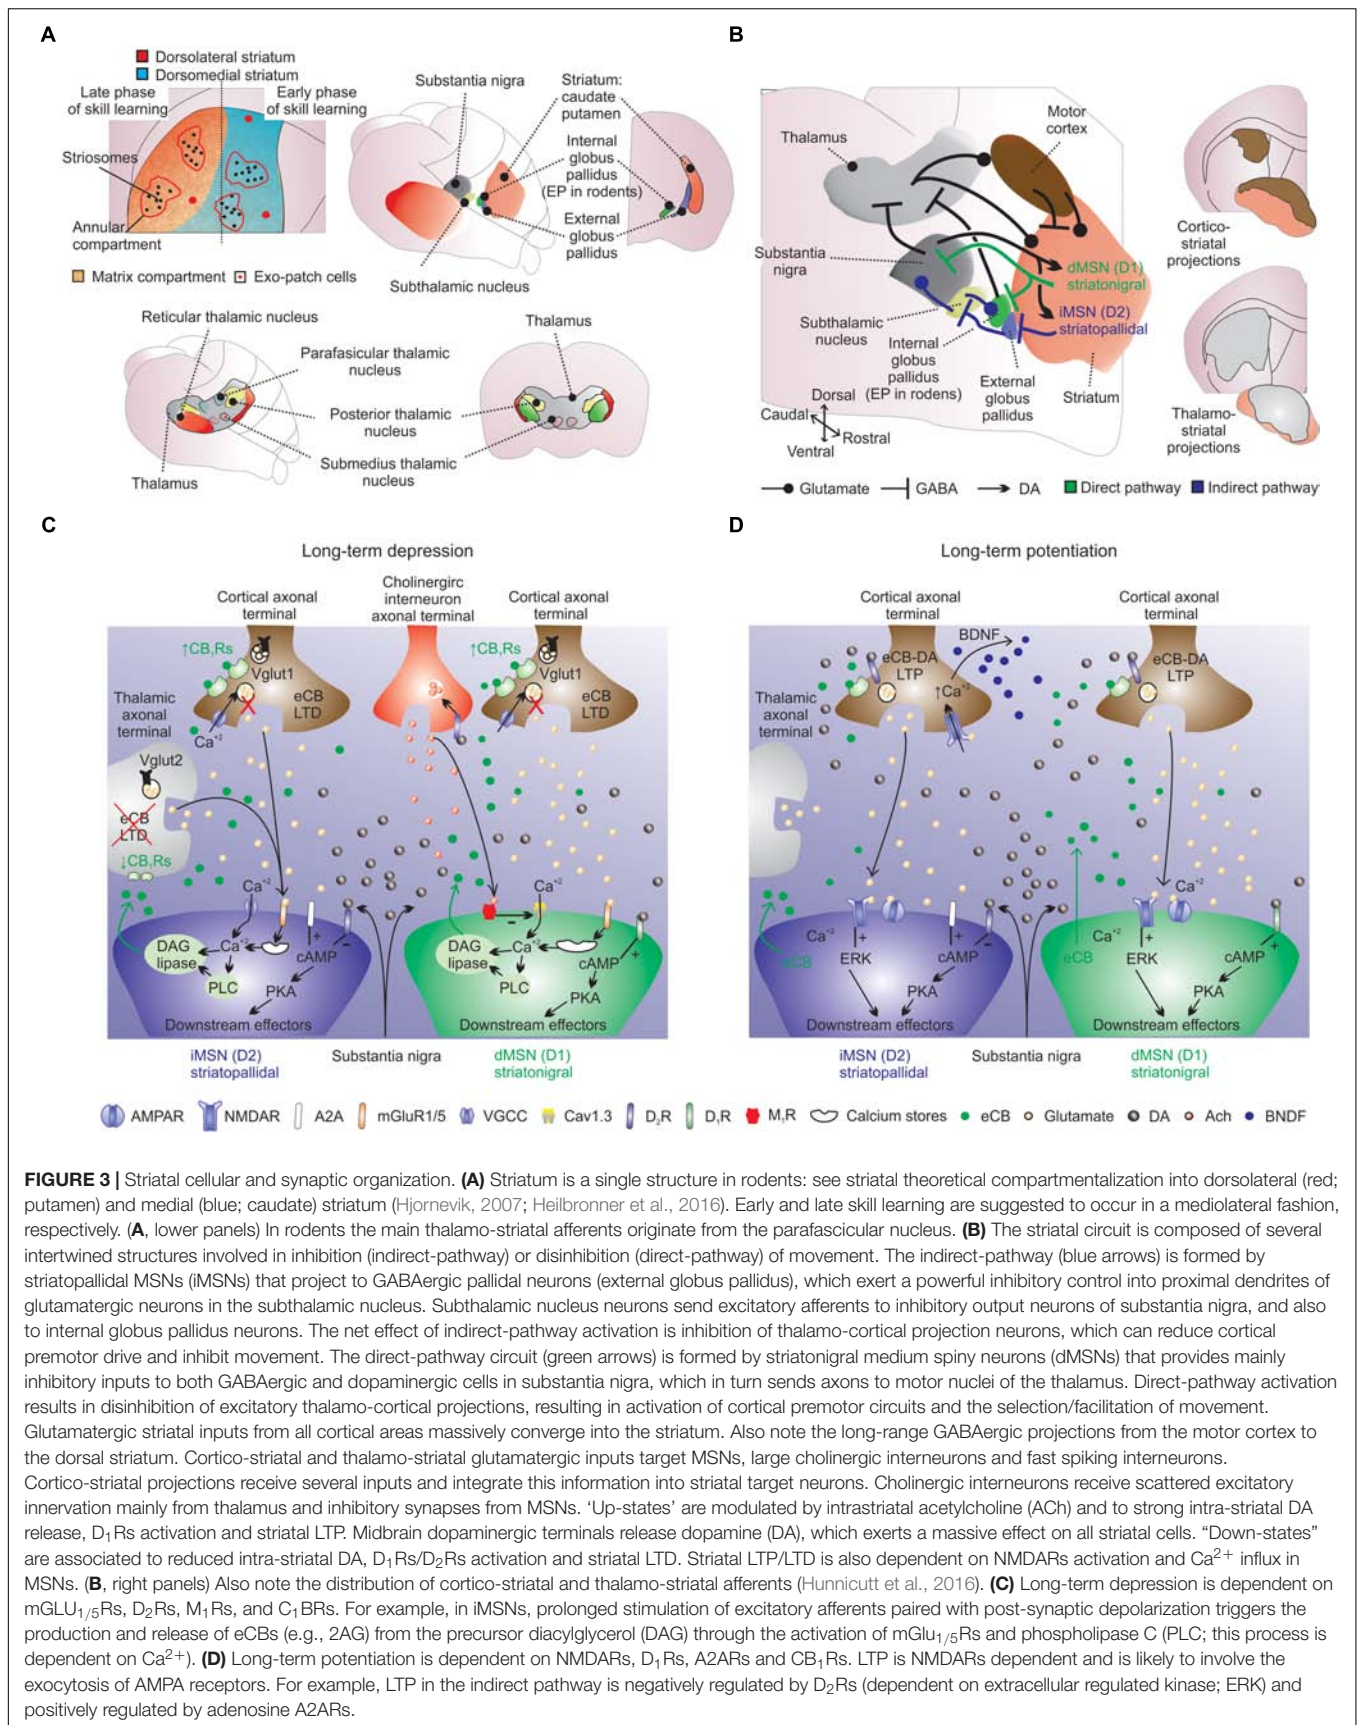 A
Dorsolateral striatum
Dorsomedial striatum
Late phase
of skill learning
Early phase
of skill learning
Striosomes
Annular
compartment
Matrix compartment
Exo-patch cells
Substantia nigra
Striatum:
caudate
putamen
Internal
globus
pallidus
(EP in rodents)
External
globus
pallidus
Subthalamic nucleus
Reticular thalamic nucleus
Parafasicular thalamic
nucleus
Posterior thalamic
nucleus
Submedius thalamic
nucleus
Thalamus
Thalamus
B
Thalamus
Motor
cortex
Substantia
nigra
dMSN (D1)
striatonigral
iMSN (D2)
striatopallidal
Subthalamic
nucleus
Internal
globus
pallidus
(EP in rodens)
External
globus
pallidus
Striatum
Dorsal
Caudal
Rostral
Ventral
Cortico-
striatal
projections
Thalamo-
striatal
projections
Glutamate
GABA
DA
Direct pathway
Indirect pathway
C
Long-term depression
Cortical axonal
terminal
Cholinergirc
interneuron
axonal terminal
Cortical axonal
terminal
↑CB₁Rs
Vglut1
eCB
LTD
Thalamic
axonal
terminal
Ca⁺²
Vglut2
eCB
LTD
↓CB₁Rs
↑CB₁Rs
Vglut1
eCB
LTD
Ca⁺²
DAG
lipase
Ca⁺²
PLC
+
-
cAMP
PKA
Downstream effectors
Ca⁺²
-
DAG
lipase
Ca⁺²
PLC
cAMP
+
PKA
Downstream effectors
iMSN (D2)
striatopallidal
Substantia nigra
dMSN (D1)
striatonigral
D
Long-term potentiation
Cortical axonal
terminal
Cortical axonal
terminal
BDNF
eCB-DA
LTP
↑Ca⁺²
eCB-DA
LTP
Thalamic
axonal
terminal
Ca⁺²
+
eCB
ERK
+
-
cAMP
PKA
Downstream effectors
Ca⁺²
Ca⁺²
+
eCB
ERK
cAMP
+
PKA
Downstream effectors
iMSN (D2)
striatopallidal
Substantia nigra
dMSN (D1)
striatonigral
AMPAR
NMDAR
A2A
mGluR1/5
VGCC
Cav1.3
D₂R
D₁R
M₁R
Calcium stores
eCB
Glutamate
DA
Ach
BNDF
FIGURE 3 | Striatal cellular and synaptic organization. (A) Striatum is a single structure in rodents: see striatal theoretical compartmentalization into dorsolateral (red;
putamen) and medial (blue; caudate) striatum (Hjornevik, 2007; Heilbronner et al., 2016). Early and late skill learning are suggested to occur in a mediolateral fashion,
respectively. (A, lower panels) In rodents the main thalamo-striatal afferents originate from the parafascicular nucleus. (B) The striatal circuit is composed of several
intertwined structures involved in inhibition (indirect-pathway) or disinhibition (direct-pathway) of movement. The indirect-pathway (blue arrows) is formed by
striatopallidal MSNs (iMSNs) that project to GABAergic pallidal neurons (external globus pallidus), which exert a powerful inhibitory control into proximal dendrites of
glutamatergic neurons in the subthalamic nucleus. Subthalamic nucleus neurons send excitatory afferents to inhibitory output neurons of substantia nigra, and also
to internal globus pallidus neurons. The net effect of indirect-pathway activation is inhibition of thalamo-cortical projection neurons, which can reduce cortical
premotor drive and inhibit movement. The direct-pathway circuit (green arrows) is formed by striatonigral medium spiny neurons (dMSNs) that provides mainly
inhibitory inputs to both GABAergic and dopaminergic cells in substantia nigra, which in turn sends axons to motor nuclei of the thalamus. Direct-pathway activation
results in disinhibition of excitatory thalamo-cortical projections, resulting in activation of cortical premotor circuits and the selection/facilitation of movement.
Glutamatergic striatal inputs from all cortical areas massively converge into the striatum. Also note the long-range GABAergic projections from the motor cortex to
the dorsal striatum. Cortico-striatal and thalamo-striatal glutamatergic inputs target MSNs, large cholinergic interneurons and fast spiking interneurons.
Cortico-striatal projections receive several inputs and integrate this information into striatal target neurons. Cholinergic interneurons receive scattered excitatory
innervation mainly from thalamus and inhibitory synapses from MSNs. ‘Up-states’ are modulated by intrastriatal acetylcholine (ACh) and to strong intra-striatal DA
release, D₁Rs activation and striatal LTP. Midbrain dopaminergic terminals release dopamine (DA), which exerts a massive effect on all striatal cells. “Down-states”
are associated to reduced intra-striatal DA, D₁Rs/D₂Rs activation and striatal LTD. Striatal LTP/LTD is also dependent on NMDARs activation and Ca²⁺ influx in
MSNs. (B, right panels) Also note the distribution of cortico-striatal and thalamo-striatal afferents (Hunnicutt et al., 2016). (C) Long-term depression is dependent on
mGLU₁/₅Rs, D₂Rs, M₁Rs, and C₁BRs. For example, in iMSNs, prolonged stimulation of excitatory afferents paired with post-synaptic depolarization triggers the
production and release of eCBs (e.g., 2AG) from the precursor diacylglycerol (DAG) through the activation of mGlu₁/₅Rs and phospholipase C (PLC; this process is
dependent on Ca²⁺). (D) Long-term potentiation is dependent on NMDARs, D₁Rs, A2ARs and CB₁Rs. LTP is NMDARs dependent and is likely to involve the
exocytosis of AMPA receptors. For example, LTP in the indirect pathway is negatively regulated by D₂Rs (dependent on extracellular regulated kinase; ERK) and
positively regulated by adenosine A2ARs.